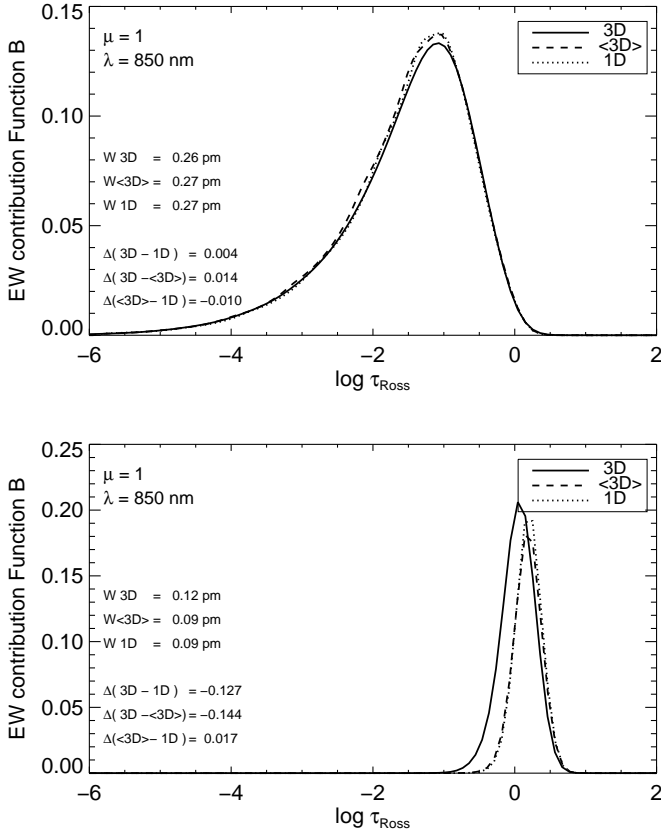 EW contribution Function B
0.15
0.10
0.05
0.00
μ = 1
λ = 850 nm
3D
<3D>
1D
W 3D = 0.26 pm
W<3D> = 0.27 pm
W 1D = 0.27 pm
Δ( 3D − 1D ) = 0.004
Δ( 3D −<3D>) = 0.014
Δ(<3D>− 1D ) = −0.010
−6 −4 −2 0 2
log τRoss
EW contribution Function B
0.25
0.20
0.15
0.10
0.05
0.00
μ = 1
λ = 850 nm
3D
<3D>
1D
W 3D = 0.12 pm
W<3D> = 0.09 pm
W 1D = 0.09 pm
Δ( 3D − 1D ) = −0.127
Δ( 3D −<3D>) = −0.144
Δ(<3D>− 1D ) = 0.017
−6 −4 −2 0 2
log τRoss